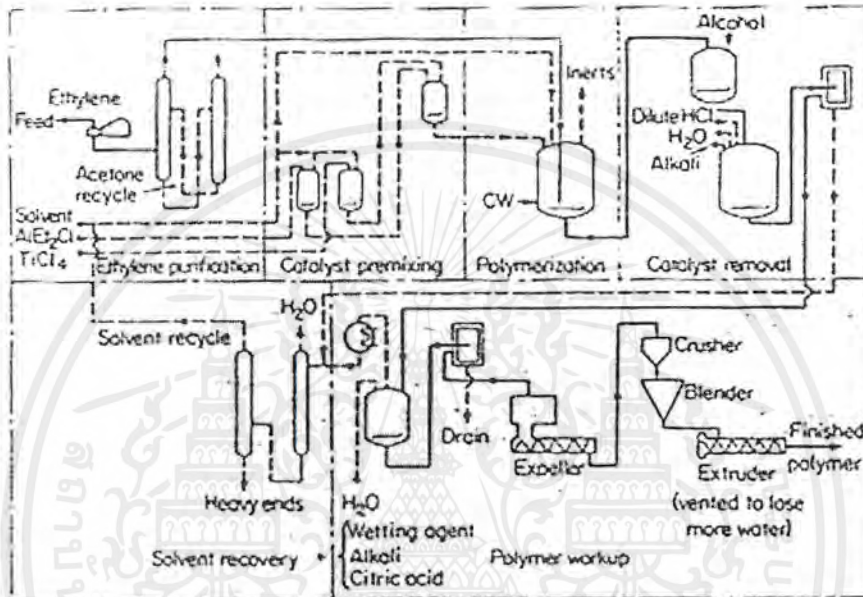 Alcohol
Inerts
Ethylene
Feed
Dilute HCl
H₂O
Alkali
Acetone
recycle
CW
Solvent
AlEt₂Cl
TiCl₄
Ethylene purification
Catalyst premixing
Polymerization
Catalyst removal
H₂O
Solvent recycle
Crusher
Blender
Drain
Expeller
Finished
polymer
Extruder
(vented to lose
more water)
Heavy ends
H₂O
Wetting agent
Solvent recovery
Alkali
Polymer workup
Citric acid